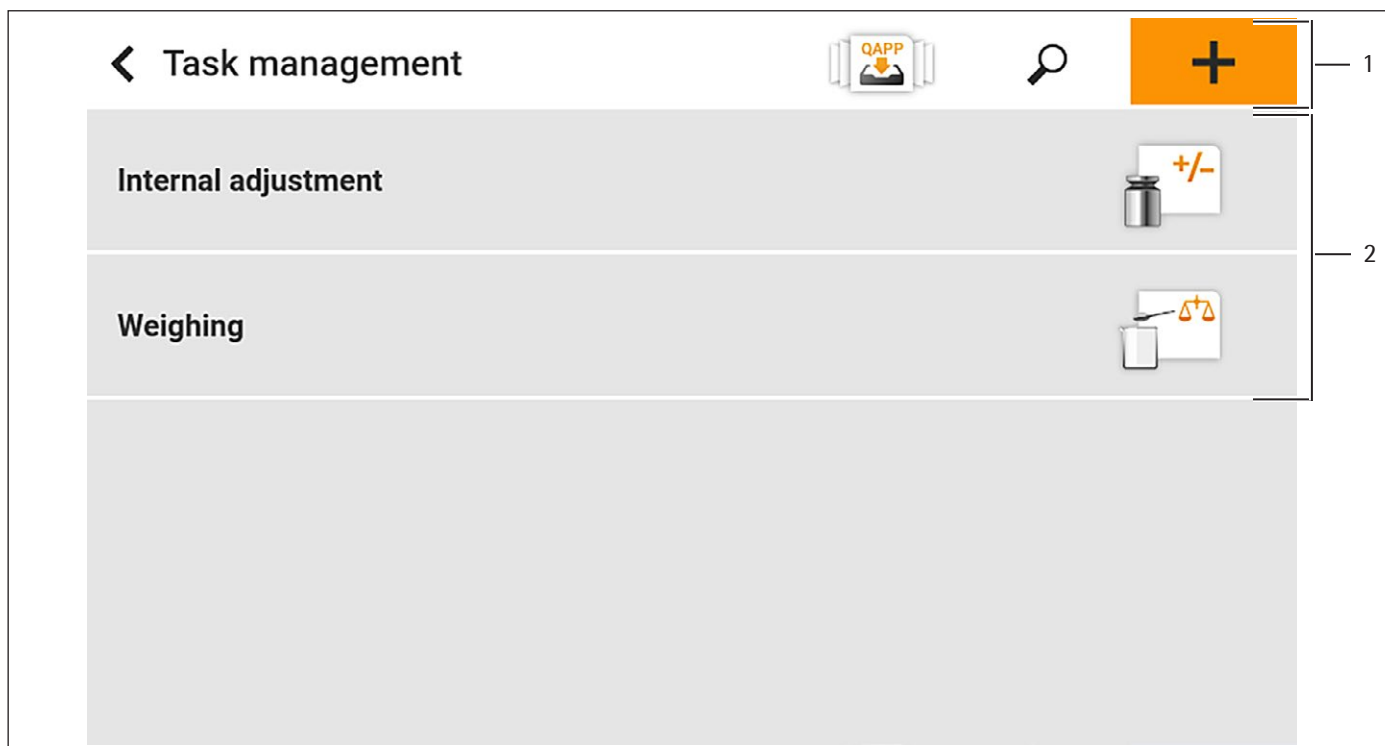 Task management
QAPP
1
Internal adjustment
+/-
2
Weighing